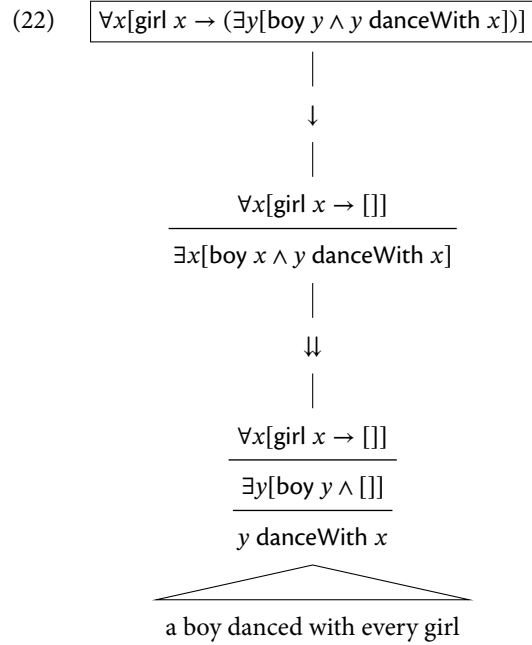 (22) ∀x[girl x → (∃y[boy y ∧ y danceWith x])]
↓
∀x[girl x → []]
∃x[boy x ∧ y danceWith x]
⇊
∀x[girl x → []]
∃y[boy y ∧ []]
y danceWith x
a boy danced with every girl